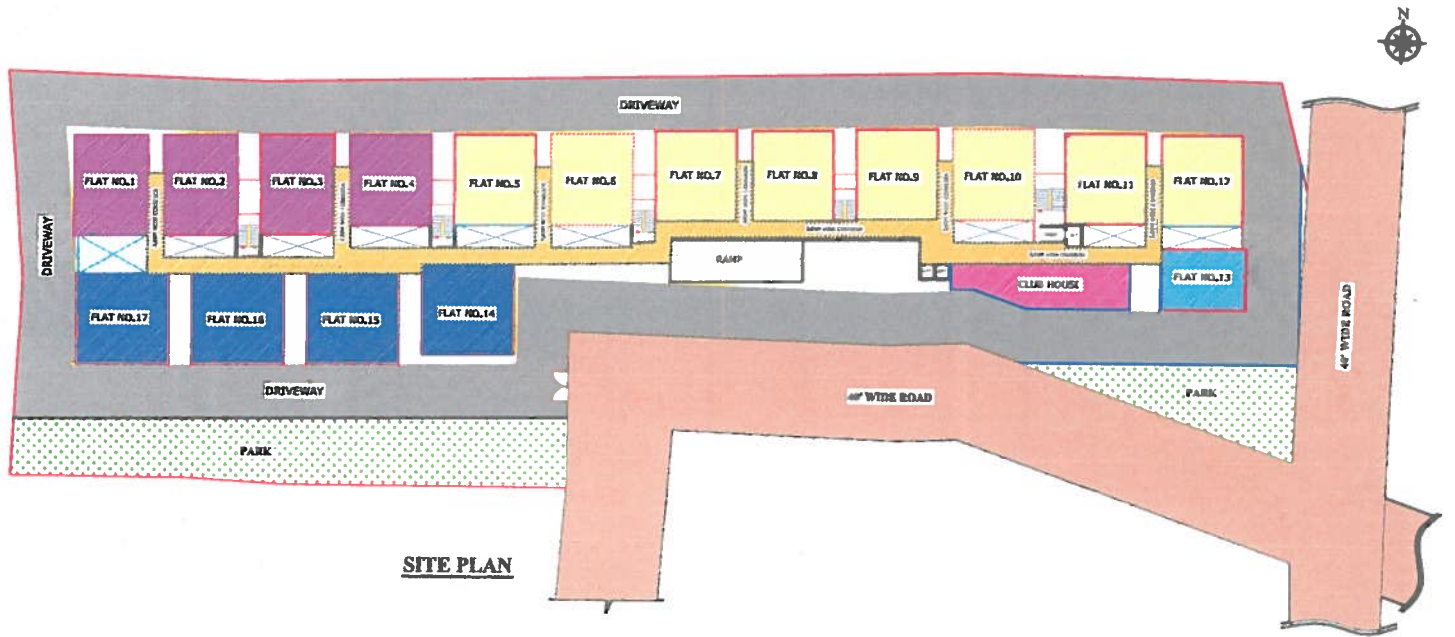 N
DRIVEWAY
FLAT NO.1
FLAT NO.2
FLAT NO.3
FLAT NO.4
FLAT NO.5
FLAT NO.6
FLAT NO.7
FLAT NO.8
FLAT NO.9
FLAT NO.10
FLAT NO.11
FLAT NO.12
DRIVEWAY
RAMP
CLUB HOUSE
FLAT NO.13
FLAT NO.17
FLAT NO.16
FLAT NO.15
FLAT NO.14
40' WIDE ROAD
DRIVEWAY
40' WIDE ROAD
PARK
PARK
SITE PLAN